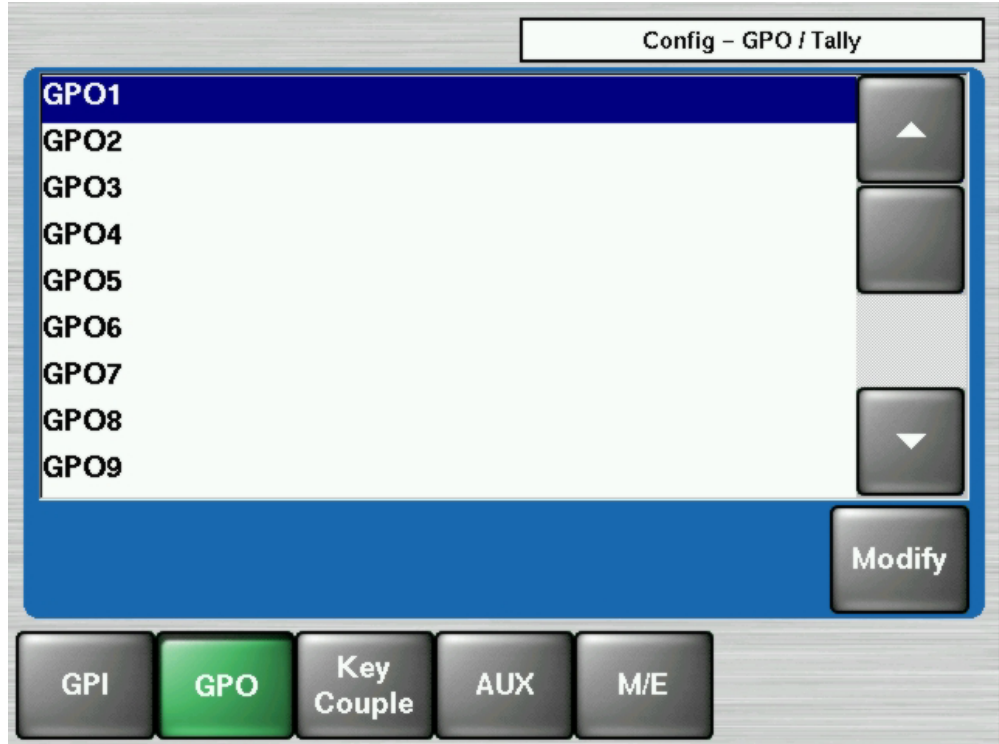 Config – GPO / Tally
GPO1
GPO2
GPO3
GPO4
GPO5
GPO6
GPO7
GPO8
GPO9
Modify
GPI
GPO
Key
Couple
AUX
M/E